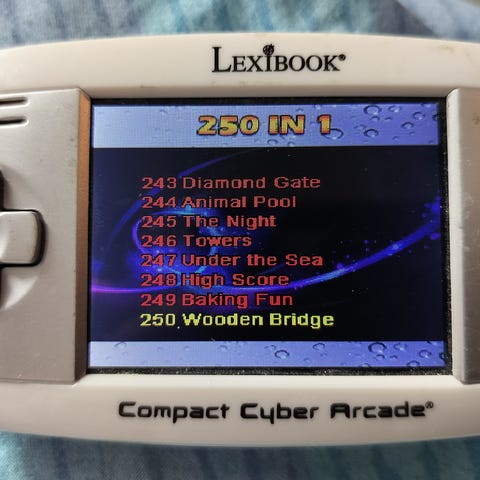 LEXIBOOK®
250 IN 1
243 Diamond Gate
244 Animal Pool
245 The Night
246 Towers
247 Under the Sea
248 High Score
249 Baking Fun
250 Wooden Bridge
Compact Cyber Arcade®